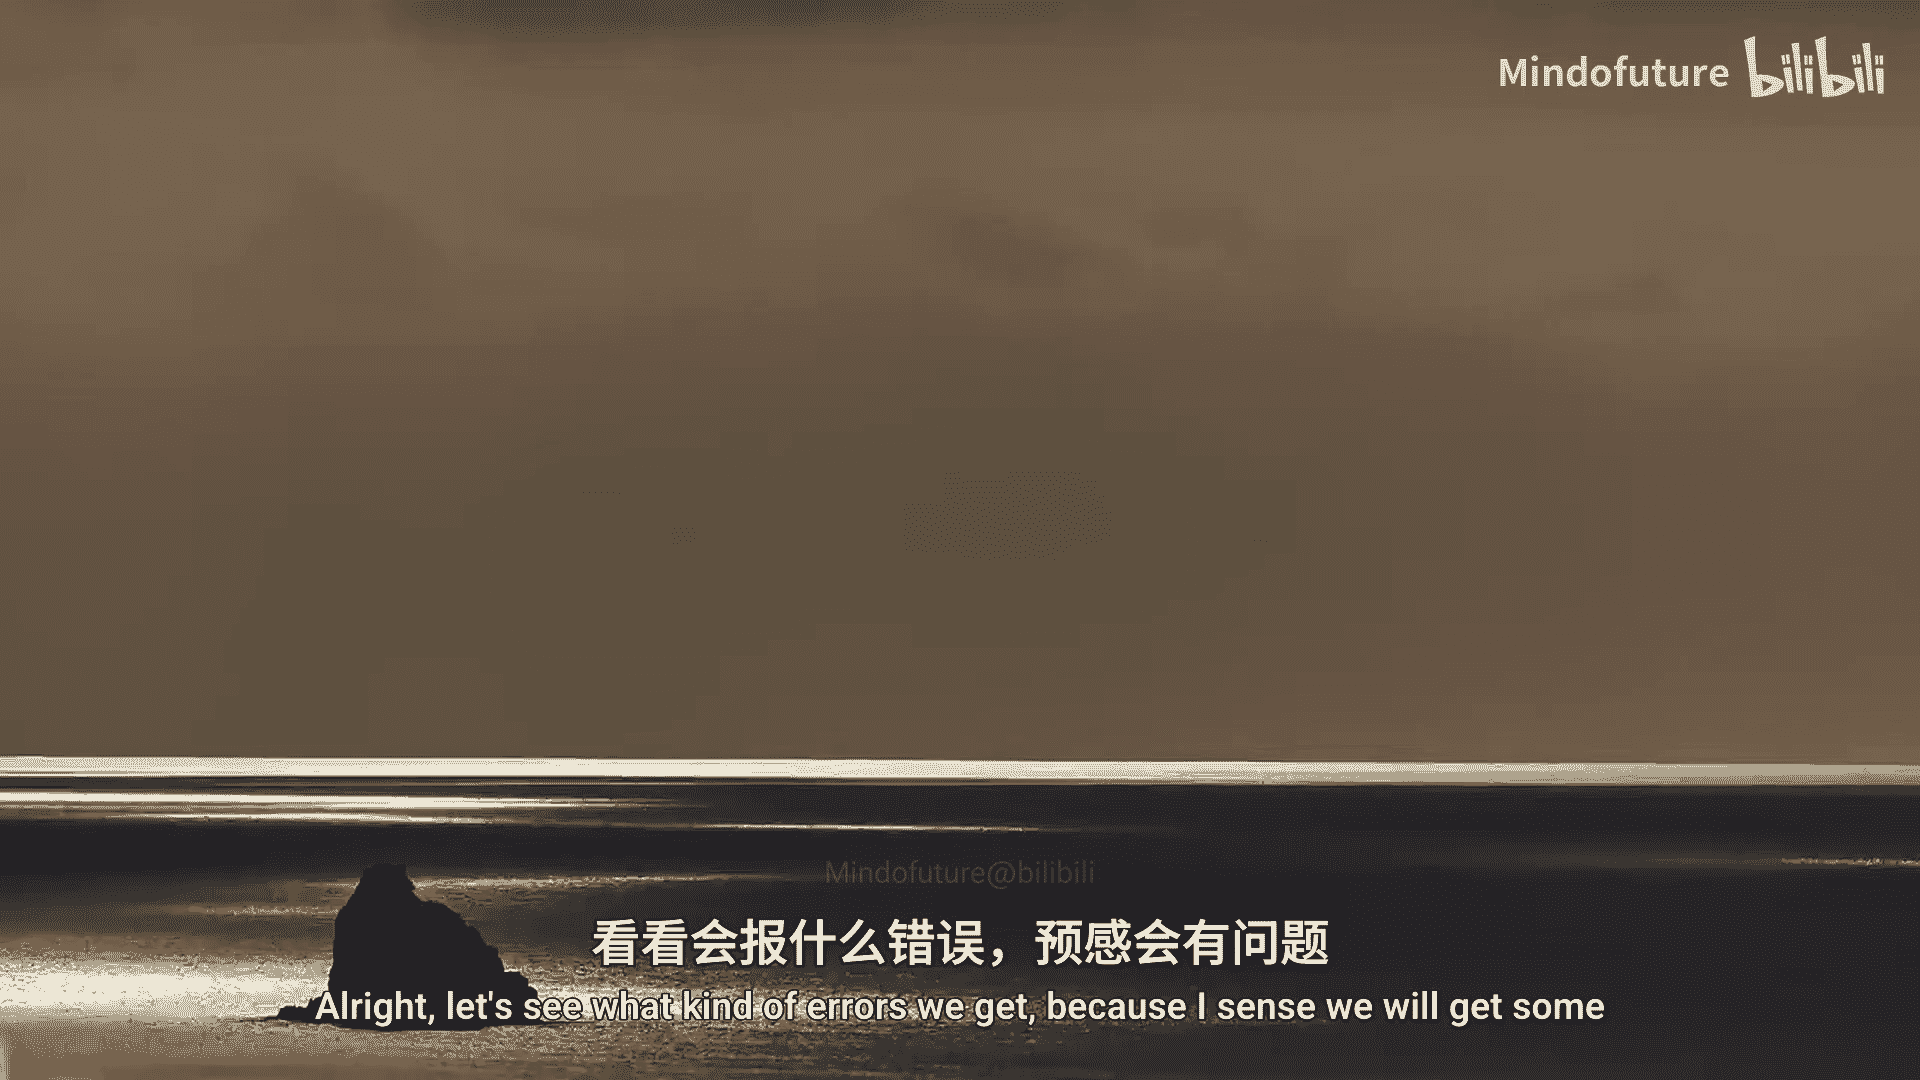 Mindofuture bilibili
Mindofuture@bilibili
看看会报什么错误，预感会有问题
Alright, let's see what kind of errors we get, because I sense we will get some